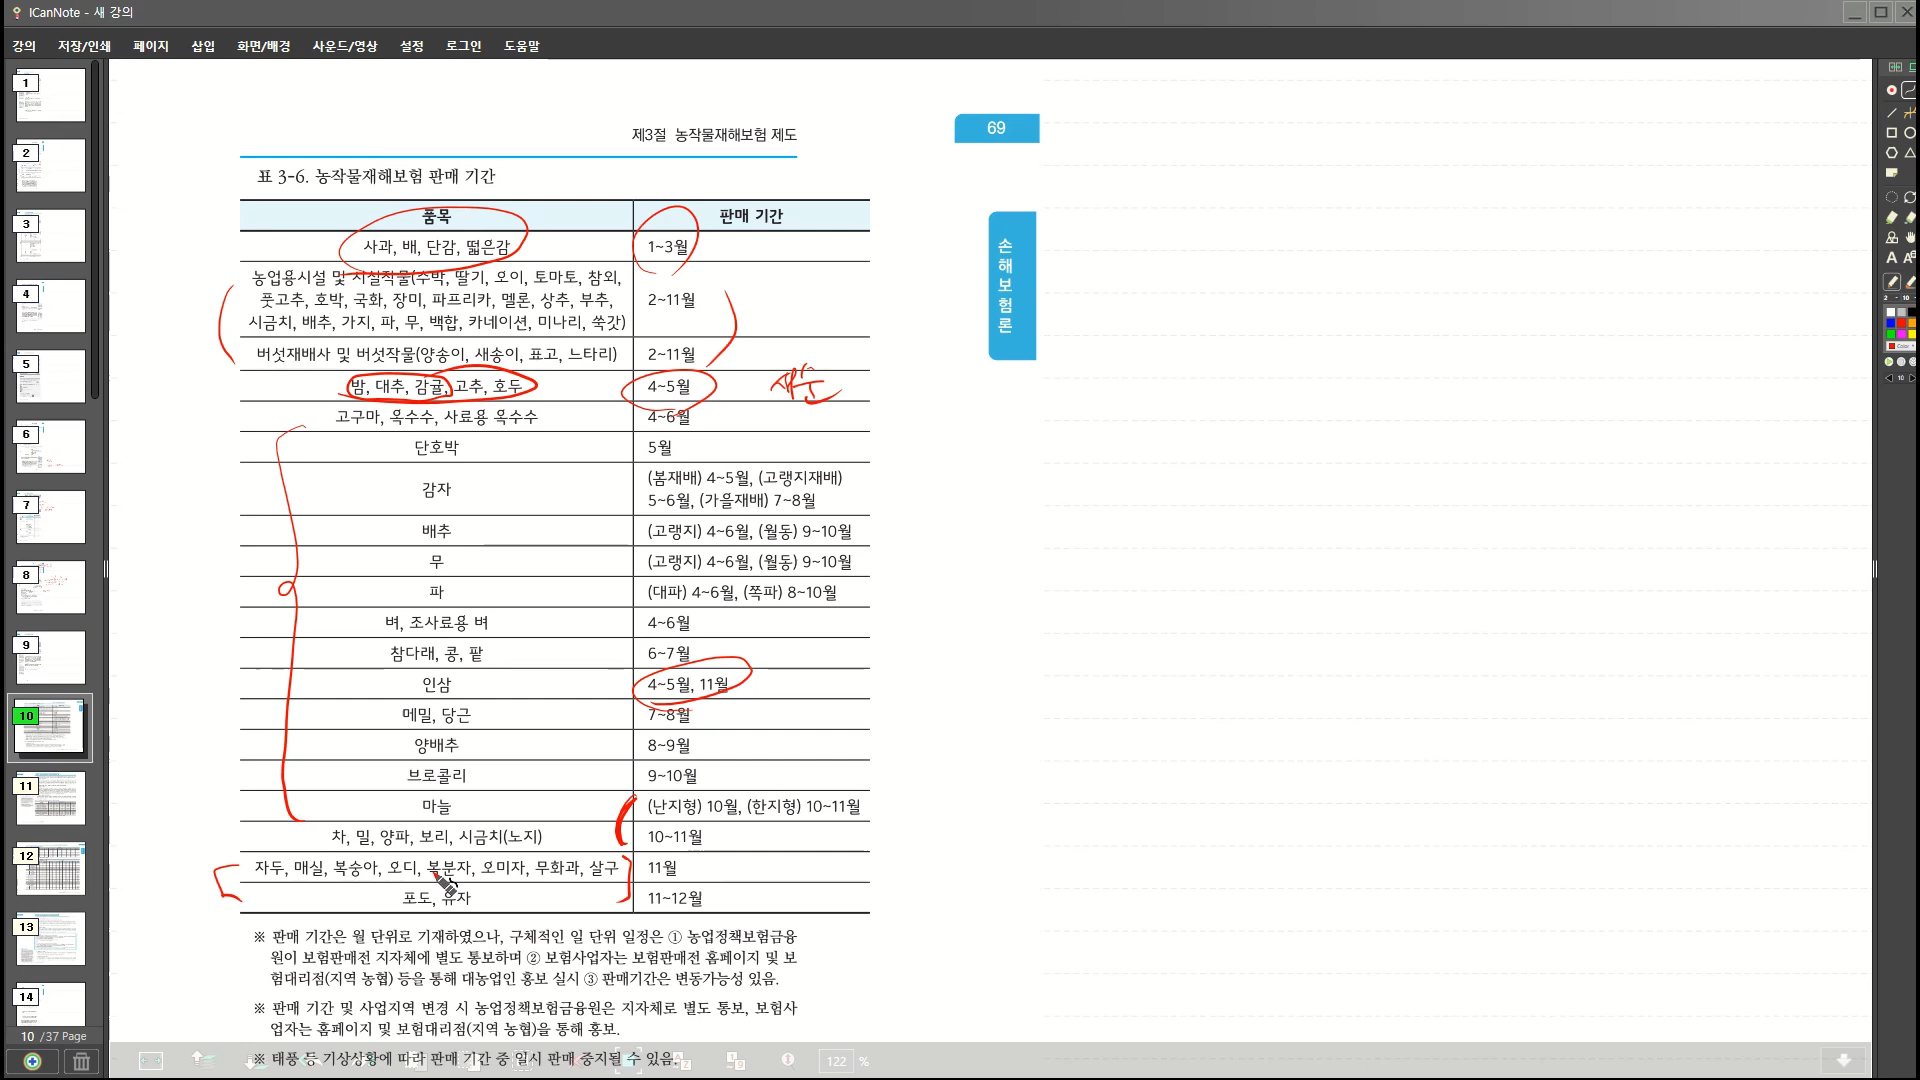 ICanNote - 새 강의
강의 저장/인쇄 페이지 삽입 화면/배경 사운드/영상 설정 로그인 도움말
1
2
3
4
5
6
7
8
9
10
11
12
13
14
10 /37 Page
제3절 농작물재해보험 제도
69
손해보험론
표 3-6. 농작물재해보험 판매 기간
품목 판매 기간
사과, 배, 단감, 떫은감 1~3월
농업용시설 및 시설작물(수박, 딸기, 오이, 토마토, 참외,
풋고추, 호박, 국화, 장미, 파프리카, 멜론, 상추, 부추,
시금치, 배추, 가지, 파, 무, 백합, 카네이션, 미나리, 쑥갓) 2~11월
버섯재배사 및 버섯작물(양송이, 새송이, 표고, 느타리) 2~11월
밤, 대추, 감귤, 고추, 호두 4~5월
고구마, 옥수수, 사료용 옥수수 4~6월
단호박 5월
감자 (봄재배) 4~5월, (고랭지재배)
5~6월, (가을재배) 7~8월
배추 (고랭지) 4~6월, (월동) 9~10월
무 (고랭지) 4~6월, (월동) 9~10월
파 (대파) 4~6월, (쪽파) 8~10월
벼, 조사료용 벼 4~6월
참다래, 콩, 팥 6~7월
인삼 4~5월, 11월
메밀, 당근 7~8월
양배추 8~9월
브로콜리 9~10월
마늘 (난지형) 10월, (한지형) 10~11월
차, 밀, 양파, 보리, 시금치(노지) 10~11월
자두, 매실, 복숭아, 오디, 복분자, 오미자, 무화과, 살구 11월
포도, 유자 11~12월
※ 판매 기간은 월 단위로 기재하였으나, 구체적인 일 단위 일정은 ① 농업정책보험금융
원이 보험판매전 지자체에 별도 통보하며 ② 보험사업자는 보험판매전 홈페이지 및 보
험대리점(지역 농협) 등을 통해 대농업인 홍보 실시 ③ 판매기간은 변동가능성 있음.
※ 판매 기간 및 사업지역 변경 시 농업정책보험금융원은 지자체로 별도 통보, 보험사
업자는 홈페이지 및 보험대리점(지역 농협)을 통해 홍보.
※ 태풍 등 기상상황에 따라 판매 기간 중 일시 판매 중지될 수 있음.
122 %